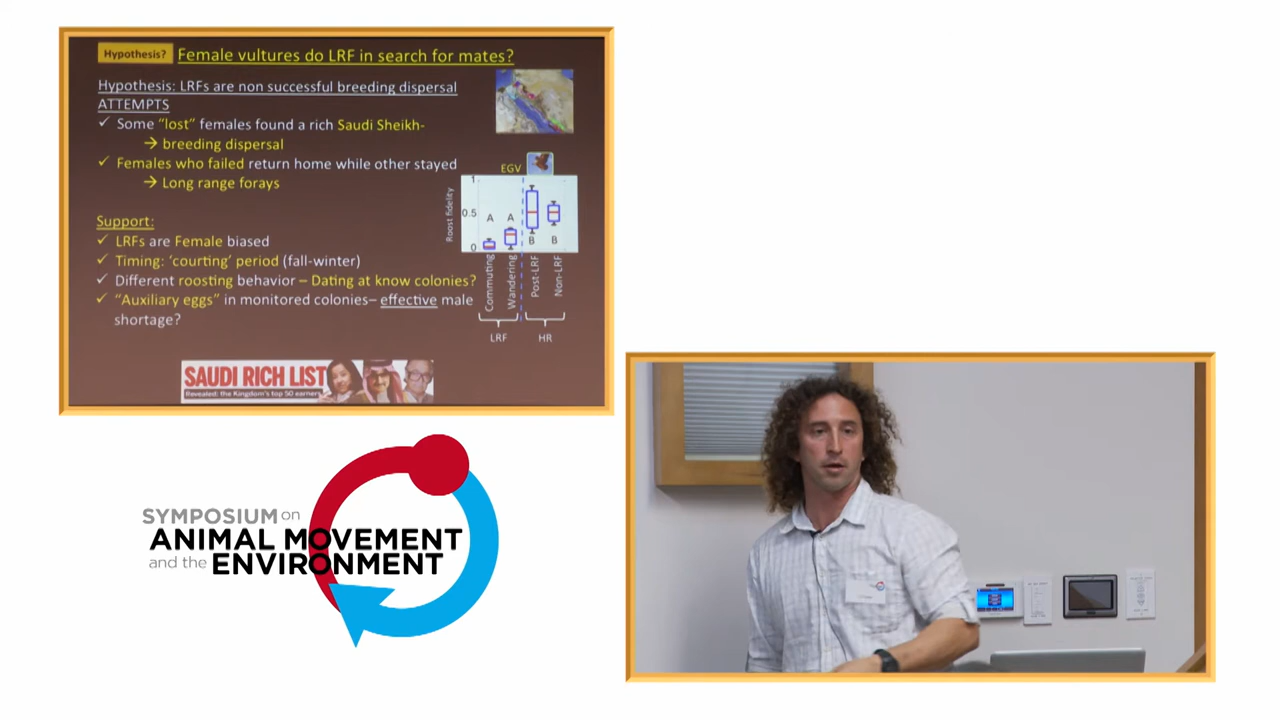 Hypothesis? Female vultures do LRF in search for mates?
Hypothesis: LRFs are non successful breeding dispersal
ATTEMPTS
✓ Some “lost” females found a rich Saudi Sheikh-
→ breeding dispersal
✓ Females who failed return home while other stayed
→ Long range forays
EGV
Roost fidelity
1
0.5
0
A
A
B
B
Commuting
Wandering
Post-LRF
Non-LRF
LRF
HR
Support:
✓ LRFs are Female biased
✓ Timing: ‘courting’ period (fall-winter)
✓ Different roosting behavior – Dating at know colonies?
✓ “Auxiliary eggs” in monitored colonies– effective male
shortage?
SAUDI RICH LIST
Revealed: the Kingdom's top 50 earners
SYMPOSIUM on
ANIMAL MOVEMENT
and the ENVIRONMENT